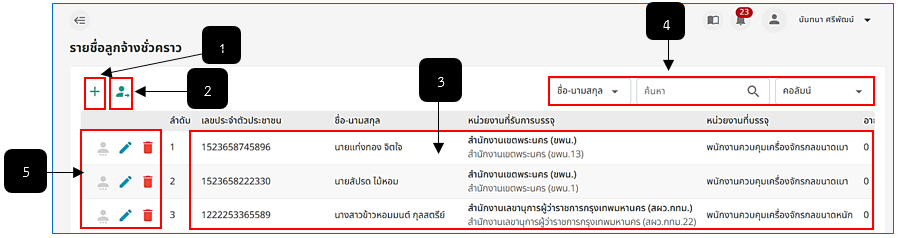 23
นันทนา ศรีพัฒน์
รายชื่อลูกจ้างชั่วคราว
1
2
3
4
5
ชื่อ-นามสกุล
ค้นหา
คอลัมน์
ลำดับ เลขประจำตัวประชาชน ชื่อ-นามสกุล หน่วยงานที่รับการบรรจุ หน่วยงานที่บรรจุ อา
1 1523658745896 นายแท่งทอง จิตใจ สำนักงานเขตพระนคร (ขพน.) พนักงานควบคุมเครื่องจักรกลขนาดเบา 0
สำนักงานเขตพระนคร (ขพน.13)
2 1523658222330 นายสัปรด ไม้หอม สำนักงานเขตพระนคร (ขพน.) พนักงานควบคุมเครื่องจักรกลขนาดเบา 0
สำนักงานเขตพระนคร (ขพน.1)
3 1222253365589 นางสาวข้าวหอมมนต์ กุลสตรีย์ สำนักงานเลขานุการผู้ว่าราชการกรุงเทพมหานคร (สผว.กทม.) พนักงานควบคุมเครื่องจักรกลขนาดหนัก 0
สำนักงานเลขานุการผู้ว่าราชการกรุงเทพมหานคร (สผว.กทม.22)